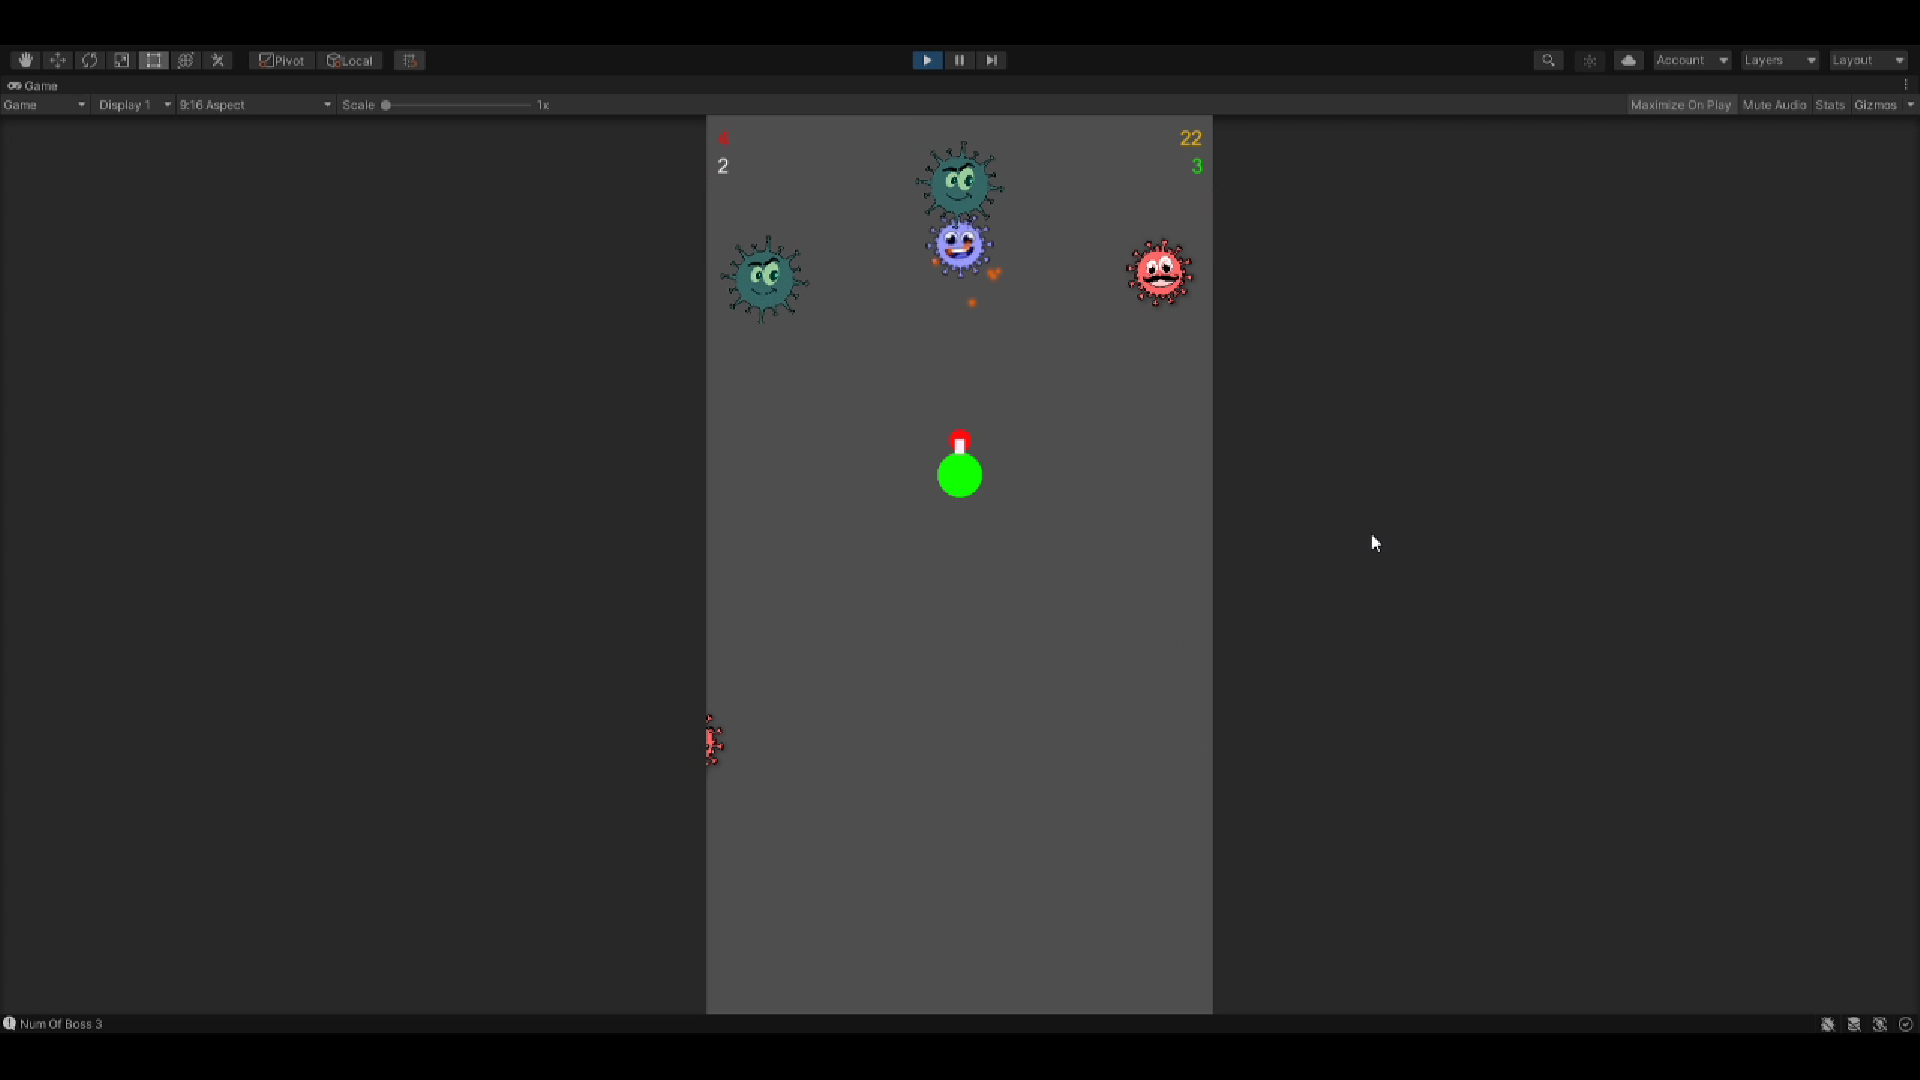 Pivot Local Account Layers Layout
Game
Game Display 1 9:16 Aspect Scale 1x Maximize On Play Mute Audio Stats Gizmos
4 22
2 3
Num Of Boss 3